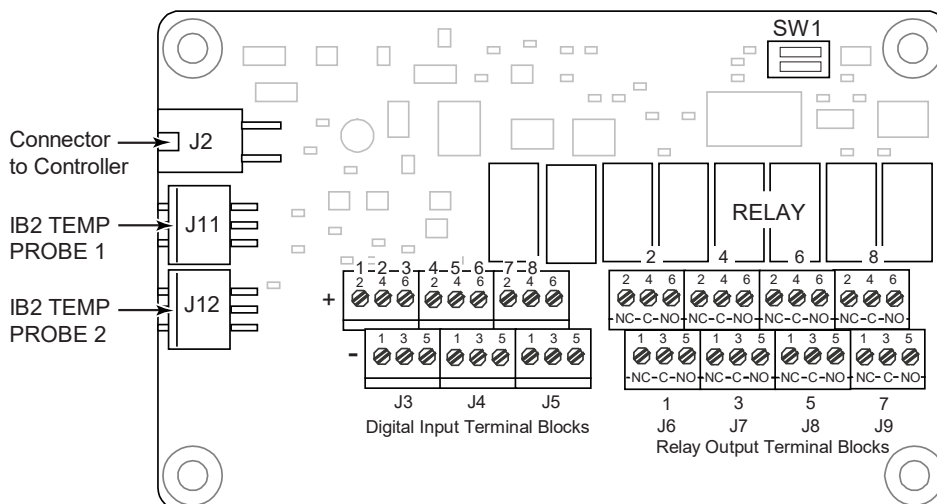 SW1
Connector
to Controller
J2
IB2 TEMP
PROBE 1
J11
IB2 TEMP
PROBE 2
J12
RELAY
2 4 6 8
1 2 3 4 5 6 7 8
+ 2 4 6 2 4 6 2 4 6
2 4 6 2 4 6 2 4 6 2 4 6
NC C NO NC C NO NC C NO NC C NO
- 1 3 5 1 3 5 1 3 5
1 3 5 1 3 5 1 3 5 1 3 5
NC C NO NC C NO NC C NO NC C NO
J3 J4 J5
Digital Input Terminal Blocks
1 3 5 7
J6 J7 J8 J9
Relay Output Terminal Blocks